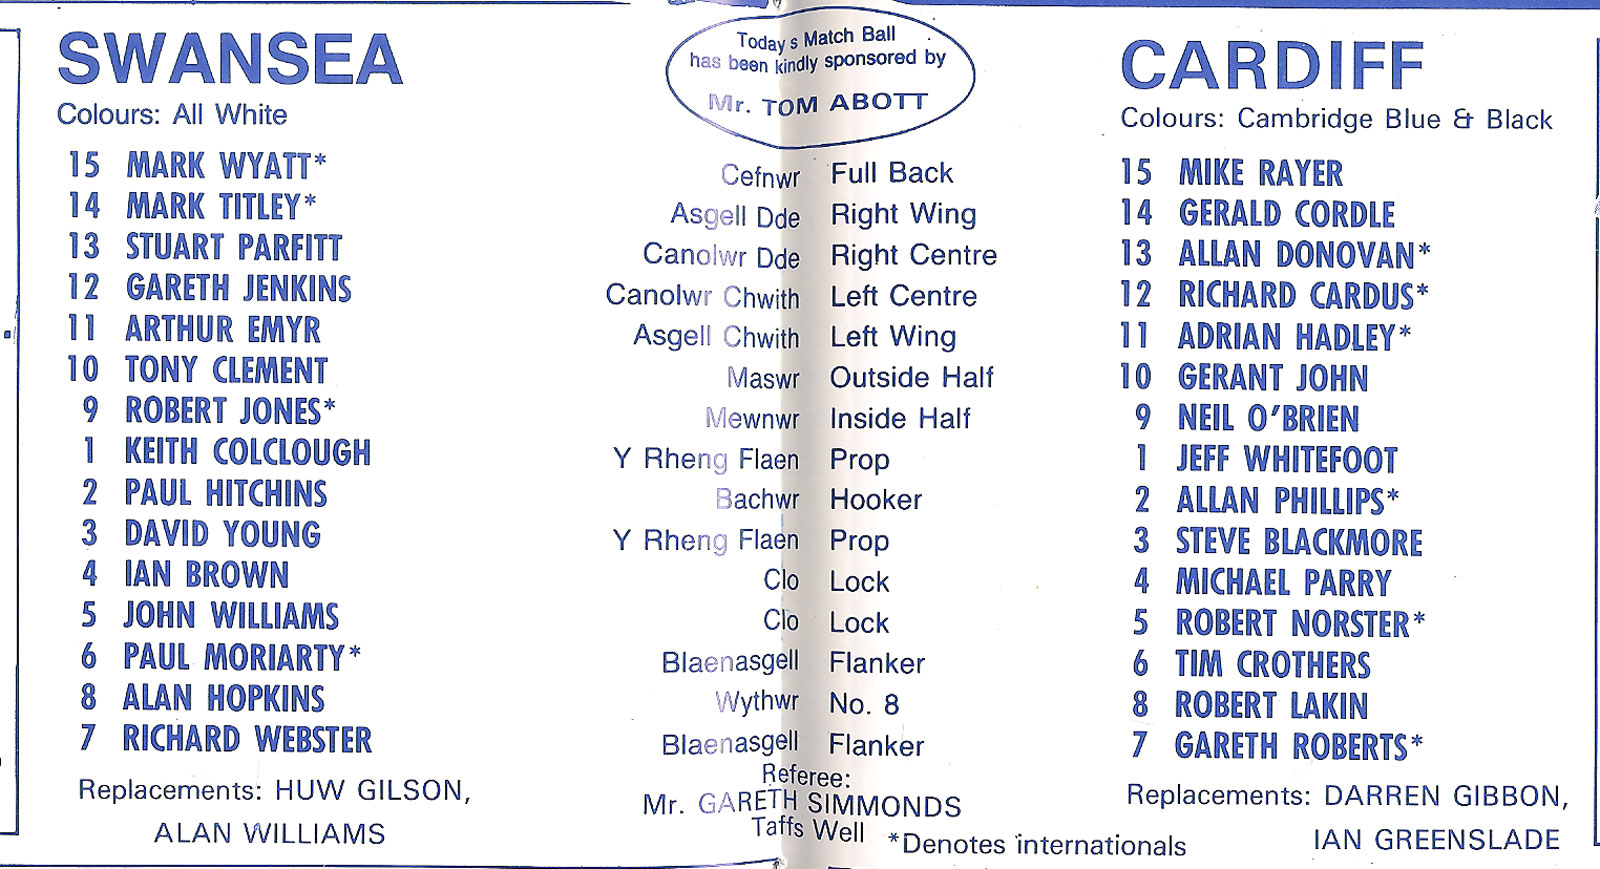 SWANSEA
Colours: All White
15 MARK WYATT*
14 MARK TITLEY*
13 STUART PARFITT
12 GARETH JENKINS
11 ARTHUR EMYR
10 TONY CLEMENT
9 ROBERT JONES*
1 KEITH COLCLOUGH
2 PAUL HITCHINS
3 DAVID YOUNG
4 IAN BROWN
5 JOHN WILLIAMS
6 PAUL MORIARTY*
8 ALAN HOPKINS
7 RICHARD WEBSTER
Replacements: HUW GILSON,
ALAN WILLIAMS
Today's Match Ball
has been kindly sponsored by
Mr. TOM ABOTT
Cefnwr Full Back
Asgell Dde Right Wing
Canolwr Dde Right Centre
Canolwr Chwith Left Centre
Asgell Chwith Left Wing
Maswr Outside Half
Mewnwr Inside Half
Y Rheng Flaen Prop
Bachwr Hooker
Y Rheng Flaen Prop
Clo Lock
Clo Lock
Blaenasgell Flanker
Wythwr No. 8
Blaenasgell Flanker
Referee:
Mr. GARETH SIMMONDS
Taffs Well
*Denotes internationals
CARDIFF
Colours: Cambridge Blue & Black
15 MIKE RAYER
14 GERALD CORDLE
13 ALLAN DONOVAN*
12 RICHARD CARDUS*
11 ADRIAN HADLEY*
10 GERANT JOHN
9 NEIL O'BRIEN
1 JEFF WHITEFOOT
2 ALLAN PHILLIPS*
3 STEVE BLACKMORE
4 MICHAEL PARRY
5 ROBERT NORSTER*
6 TIM CROTHERS
8 ROBERT LAKIN
7 GARETH ROBERTS*
Replacements: DARREN GIBBON,
IAN GREENSLADE